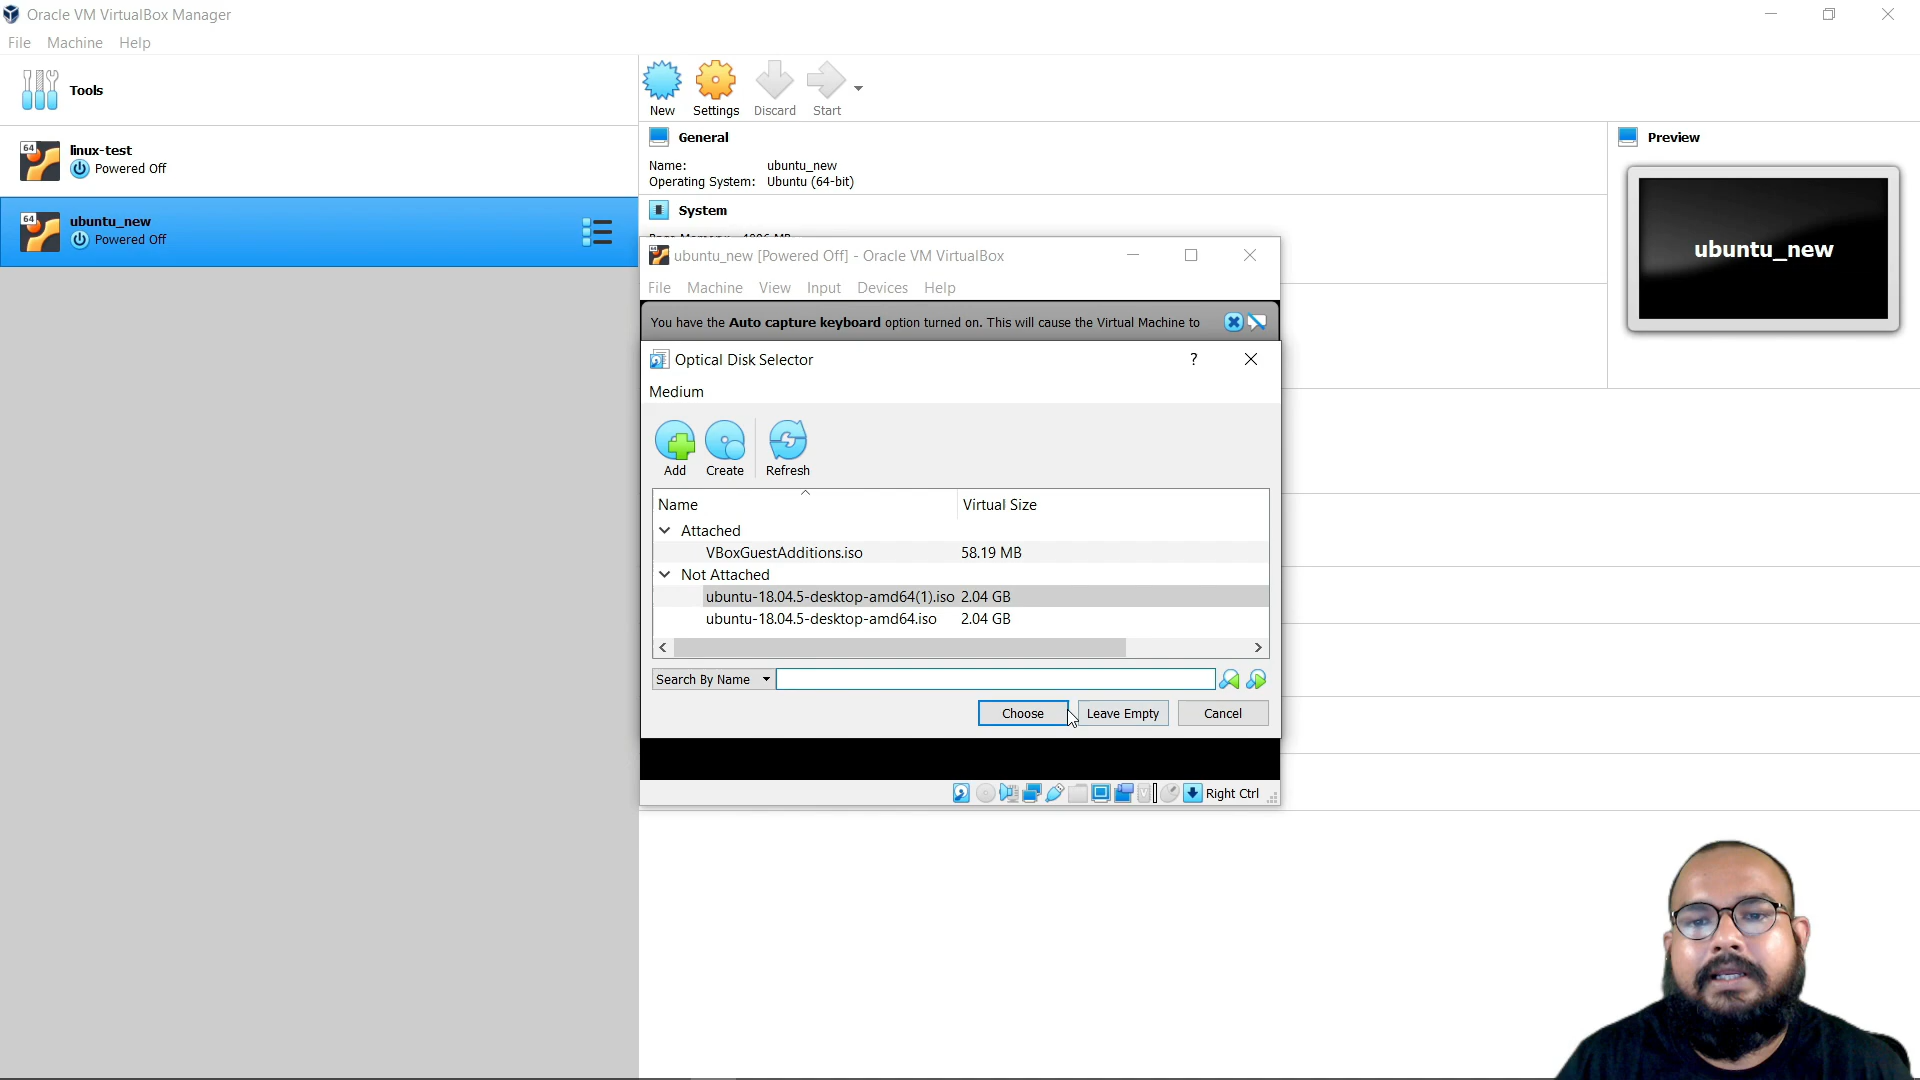 Oracle VM VirtualBox Manager
File Machine Help
Tools
New Settings Discard Start
64 linux-test
Powered Off
64 ubuntu_new
Powered Off
General
Name: ubuntu_new
Operating System: Ubuntu (64-bit)
System
Preview
ubuntu_new
ubuntu_new [Powered Off] - Oracle VM VirtualBox
File Machine View Input Devices Help
You have the Auto capture keyboard option turned on. This will cause the Virtual Machine to
Optical Disk Selector
?
Medium
Add Create Refresh
Name Virtual Size
Attached
VBoxGuestAdditions.iso 58.19 MB
Not Attached
ubuntu-18.04.5-desktop-amd64(1).iso 2.04 GB
ubuntu-18.04.5-desktop-amd64.iso 2.04 GB
Search By Name
Choose Leave Empty Cancel
Right Ctrl